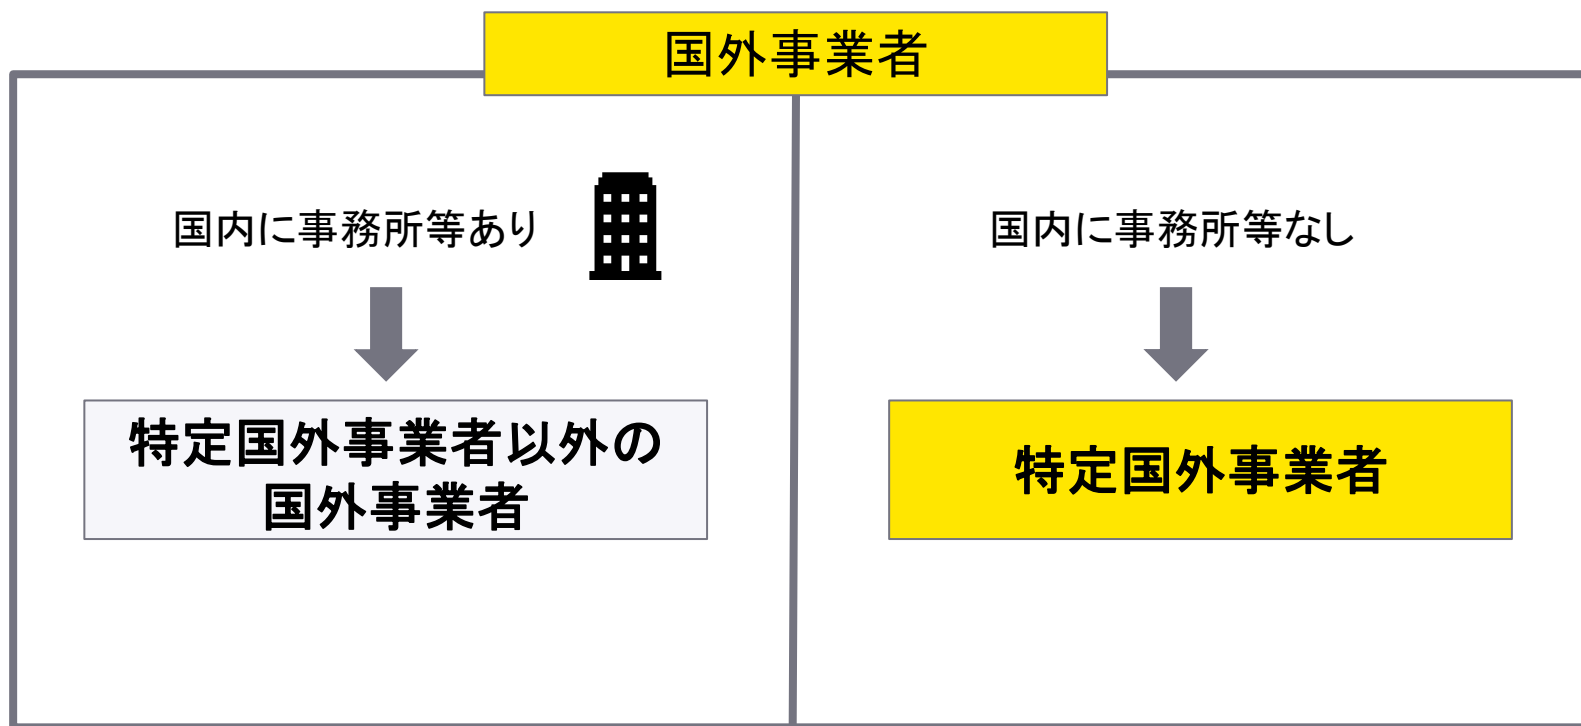 国外事業者
国内に事務所等あり
特定国外事業者以外の
国外事業者
国内に事務所等なし
特定国外事業者